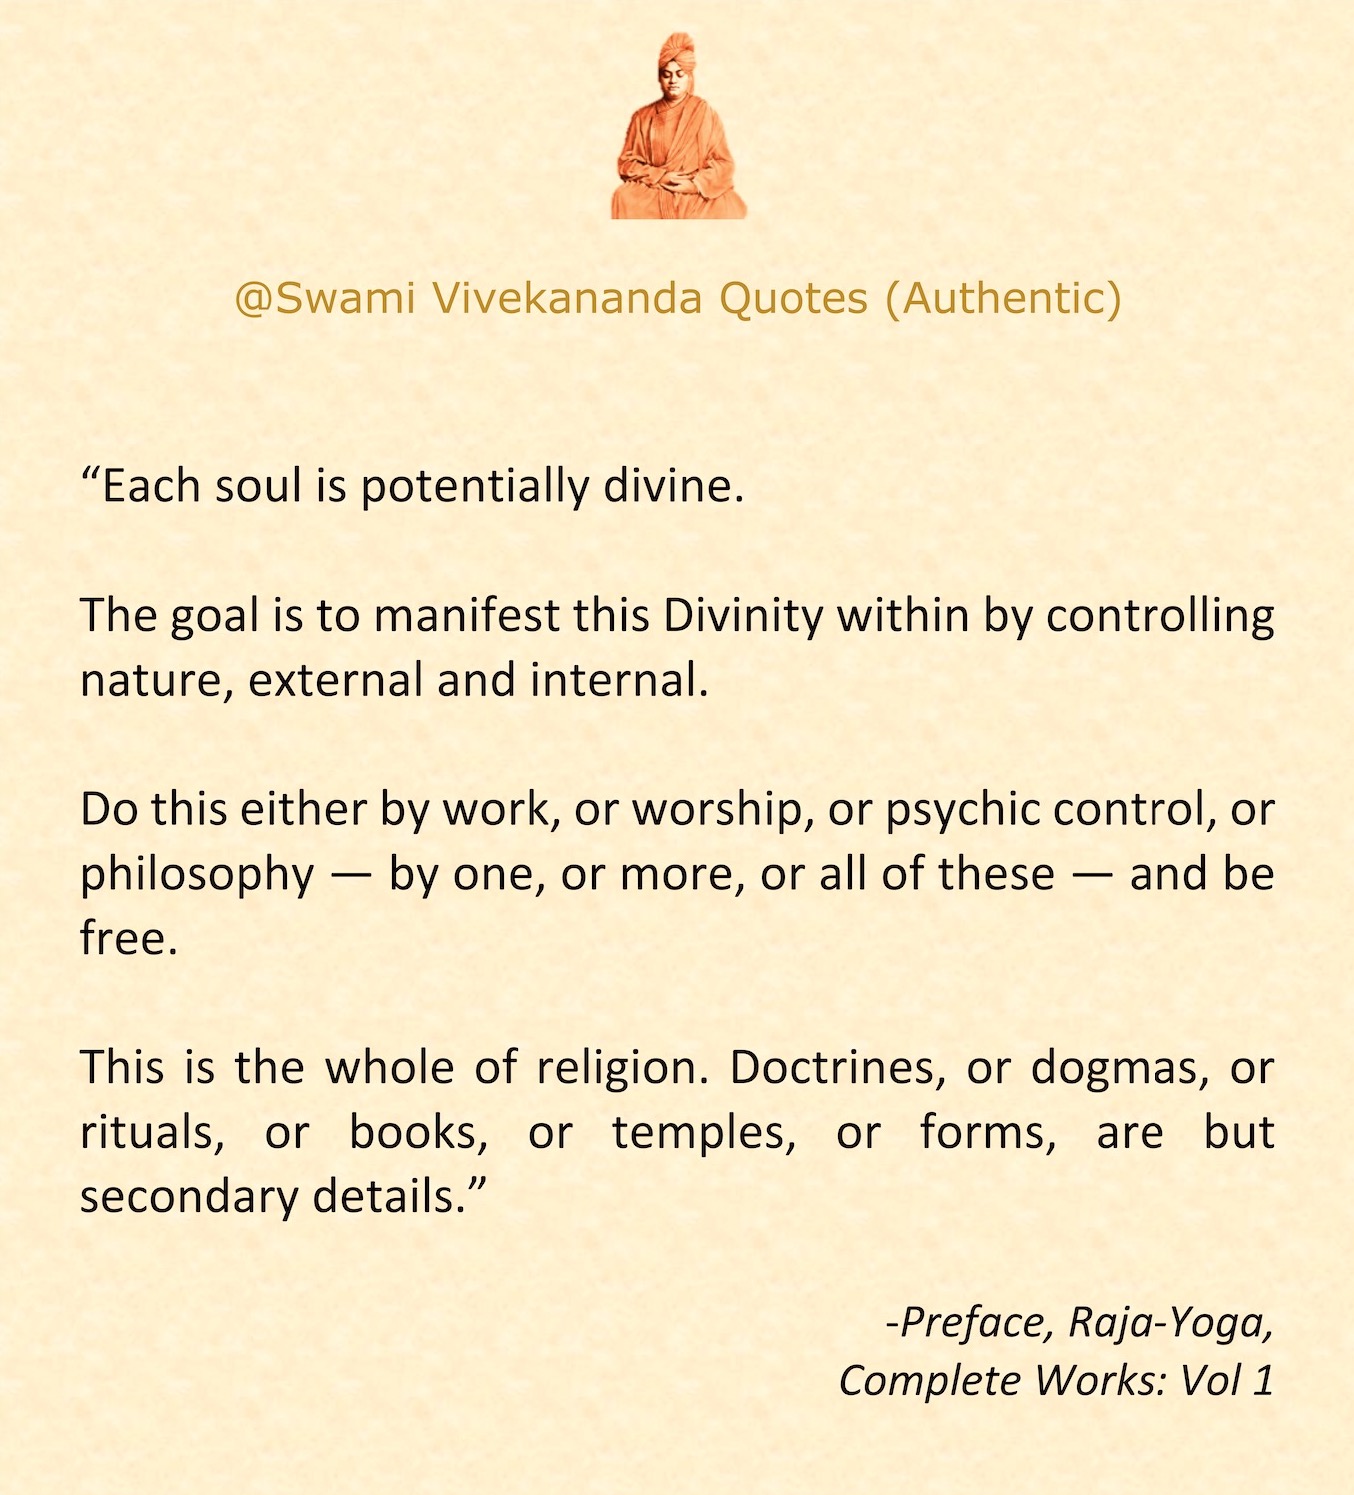 @Swami Vivekananda Quotes (Authentic)
“Each soul is potentially divine.
The goal is to manifest this Divinity within by controlling
nature, external and internal.
Do this either by work, or worship, or psychic control, or
philosophy — by one, or more, or all of these — and be
free.
This is the whole of religion. Doctrines, or dogmas, or
rituals, or books, or temples, or forms, are but
secondary details.”
-Preface, Raja-Yoga,
Complete Works: Vol 1